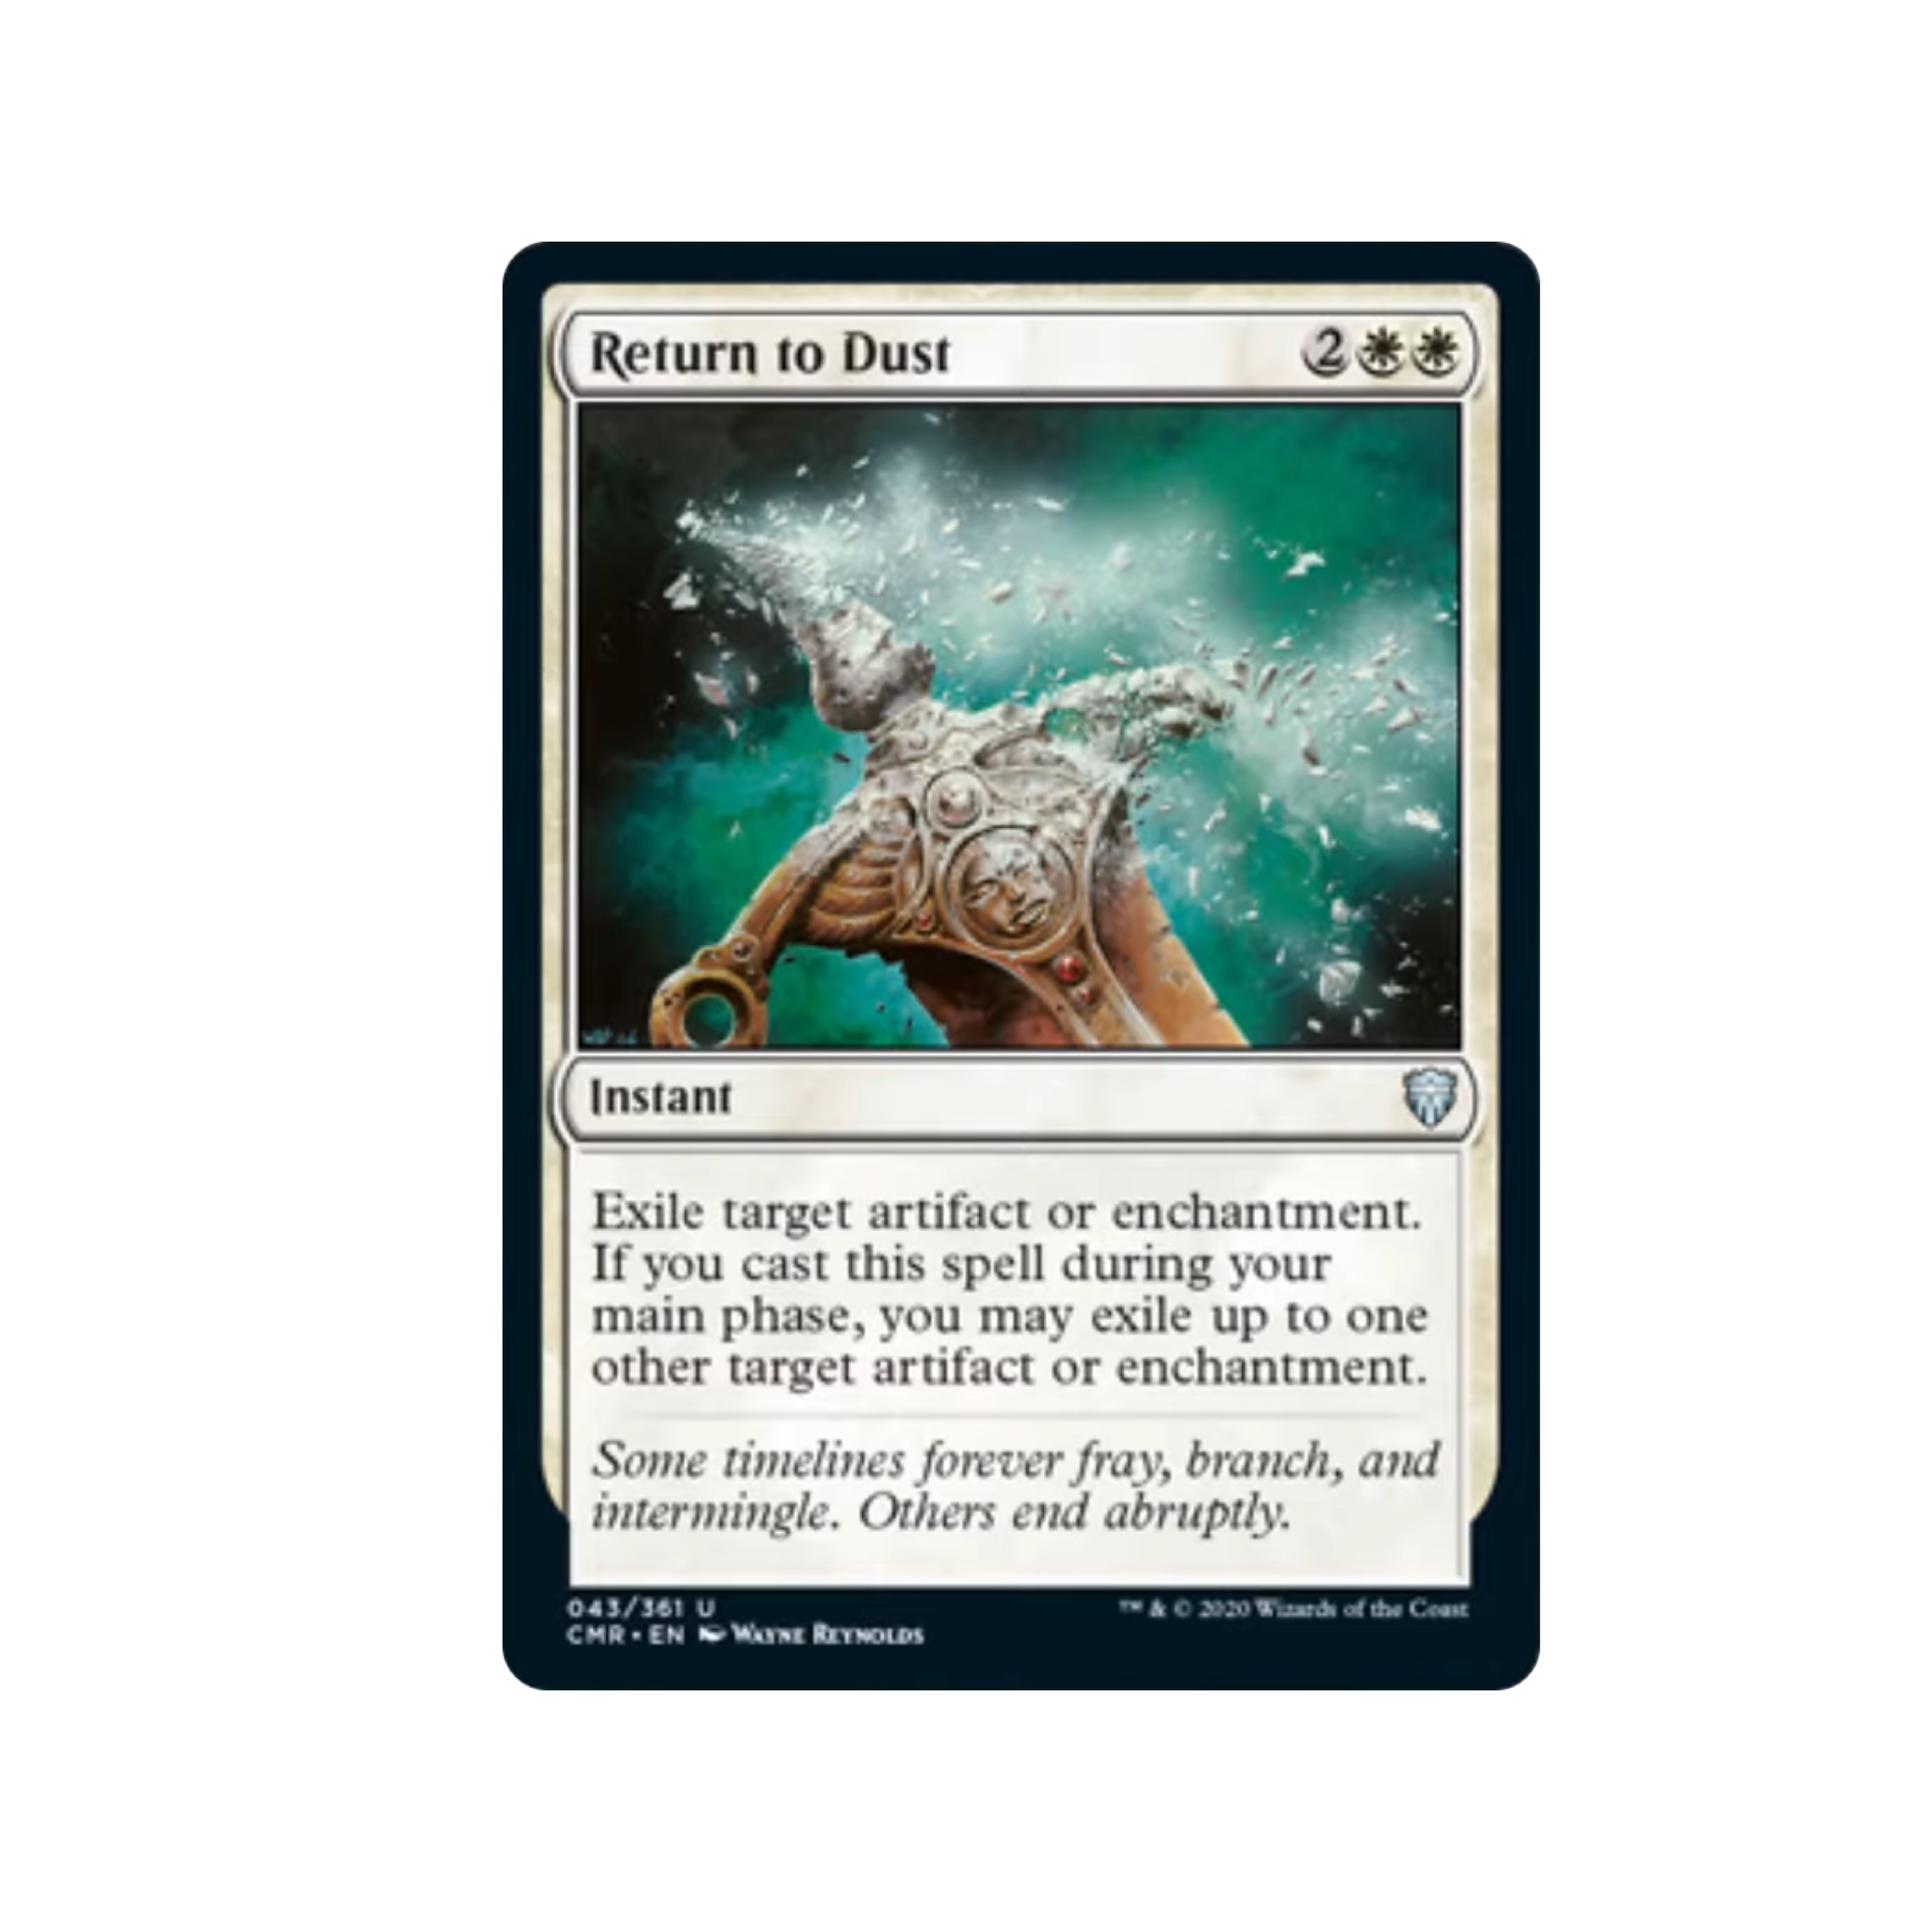 Return to Dust 2
Instant
Exile target artifact or enchantment.
If you cast this spell during your
main phase, you may exile up to one
other target artifact or enchantment.
Some timelines forever fray, branch, and
intermingle. Others end abruptly.
043/361 U ™ & © 2020 Wizards of the Coast
CMR • EN Wayne Reynolds